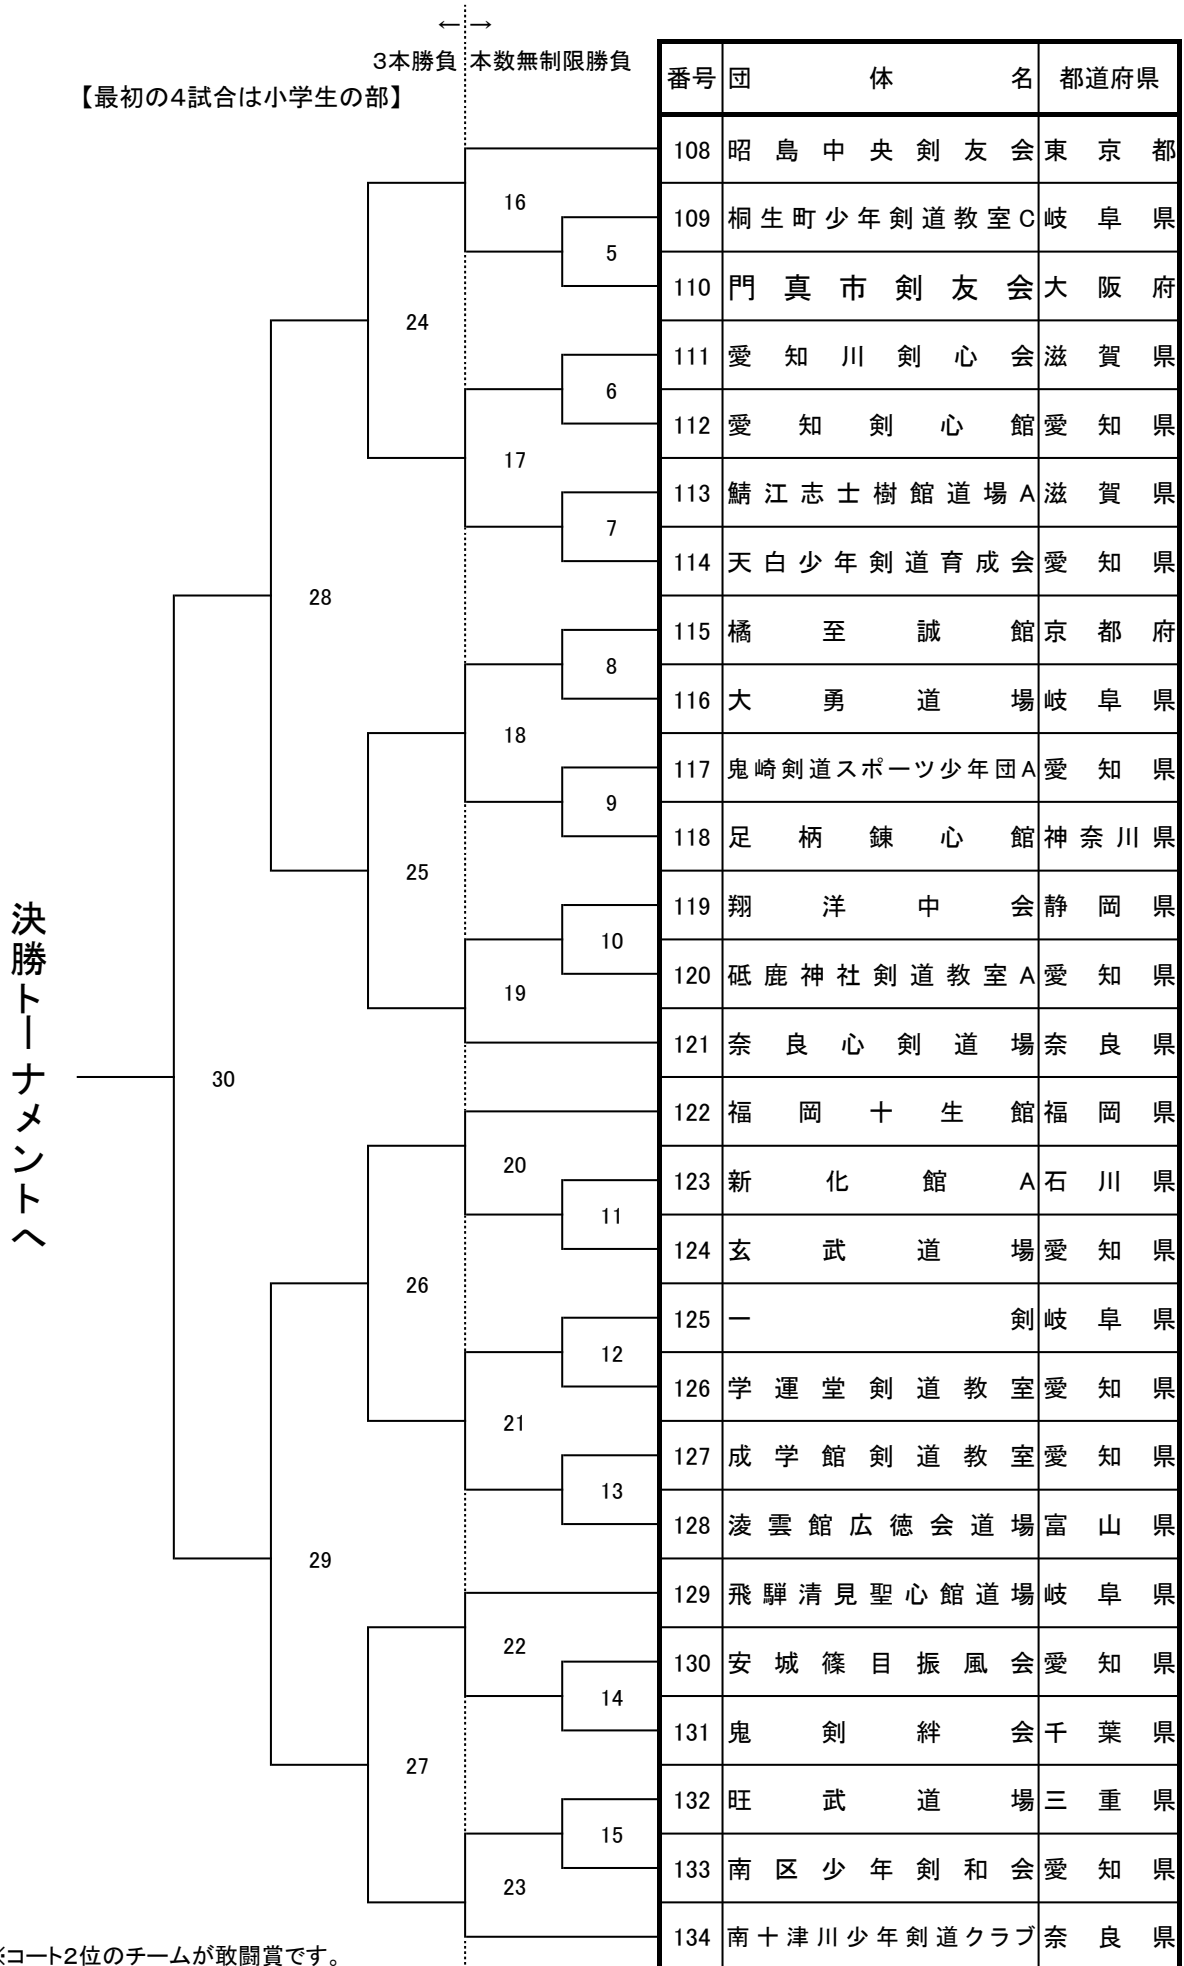 ←→
3本勝負 本数無制限勝負
【最初の4試合は小学生の部】
番号 団体名 都道府県
108 昭島中央剣友会 東京都
16
109 桐生町少年剣道教室C 岐阜県
5
110 門真市剣友会 大阪府
24
111 愛知川剣心会 滋賀県
6
112 愛知剣心館 愛知県
17
113 鯖江志士樹館道場A 滋賀県
7
114 天白少年剣道育成会 愛知県
28
115 橘至誠館 京都府
8
116 大勇道場 岐阜県
18
117 鬼崎剣道スポーツ少年団A 愛知県
9
118 足柄錬心館 神奈川県
25
119 翔洋中会 静岡県
10
120 砥鹿神社剣道教室A 愛知県
19
121 奈良心剣道場 奈良県
決勝トーナメントへ
30
122 福岡十生館 福岡県
20
123 新化館A 石川県
11
124 玄武道場 愛知県
26
125 一剣 岐阜県
12
126 学運堂剣道教室 愛知県
21
127 成学館剣道教室 愛知県
13
128 淩雲館広徳会道場 富山県
29
129 飛騨清見聖心館道場 岐阜県
22
130 安城篠目振風会 愛知県
14
131 鬼剣絆会 千葉県
27
132 旺武道場 三重県
15
133 南区少年剣和会 愛知県
23
134 南十津川少年剣道クラブ 奈良県
※コート2位のチームが敢闘賞です。